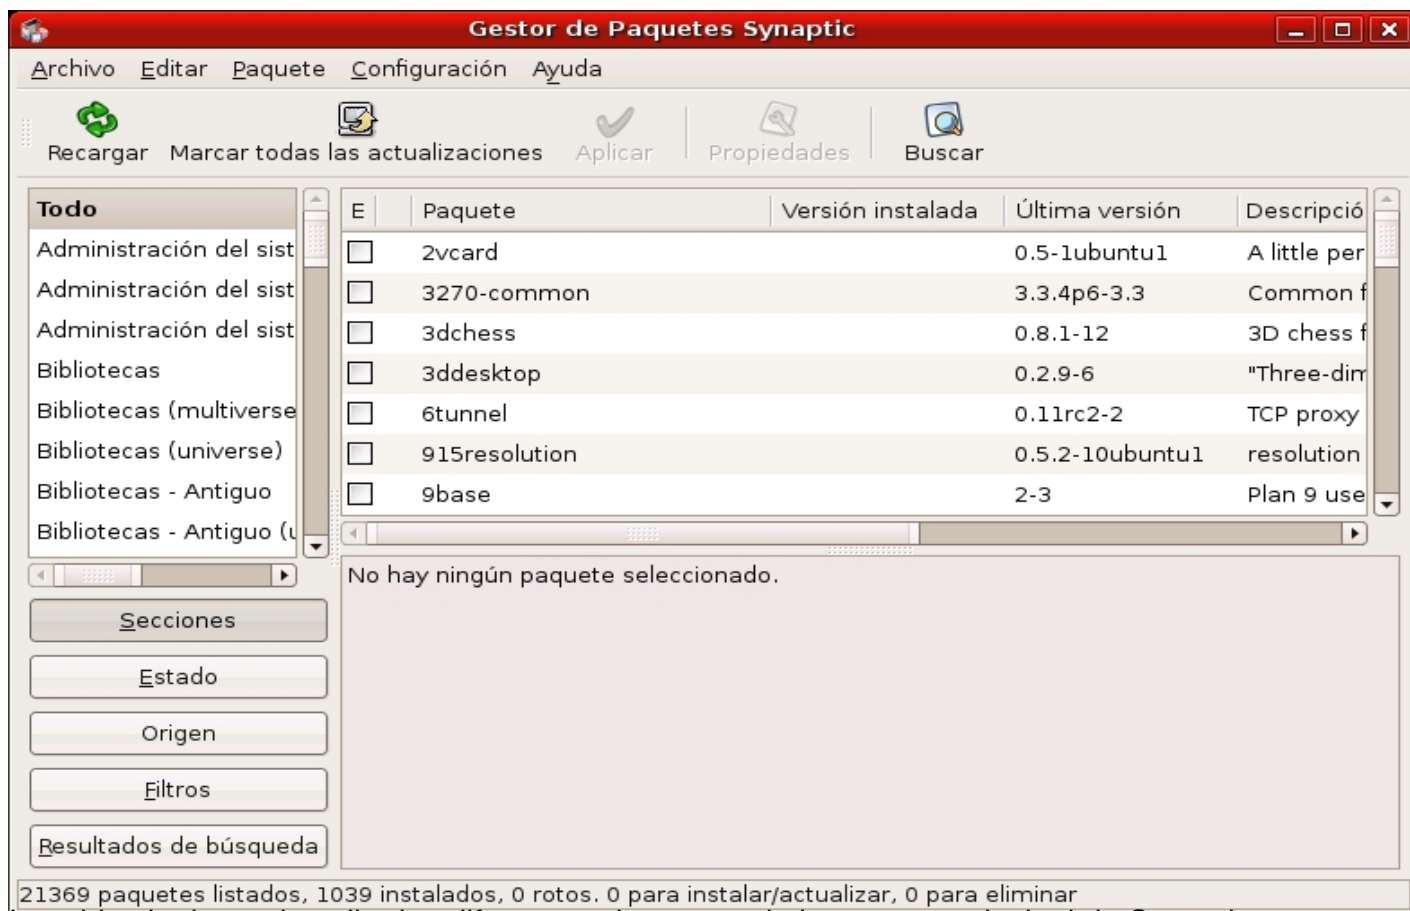 Gestor de Paquetes Synaptic
Archivo Editar Paquete Configuración Ayuda
Recargar Marcar todas las actualizaciones Aplicar Propiedades Buscar
Todo
Administración del sist
Administración del sist
Administración del sist
Bibliotecas
Bibliotecas (multiverse
Bibliotecas (universe)
Bibliotecas - Antiguo
Bibliotecas - Antiguo (u
E Paquete Versión instalada Última versión Descripció
2vcard 0.5-1ubuntu1 A little per
3270-common 3.3.4p6-3.3 Common f
3dchess 0.8.1-12 3D chess f
3ddesktop 0.2.9-6 "Three-dim
6tunnel 0.11rc2-2 TCP proxy
915resolution 0.5.2-10ubuntu1 resolution
9base 2-3 Plan 9 use
No hay ningún paquete seleccionado.
Secciones
Estado
Origen
Filtros
Resultados de búsqueda
21369 paquetes listados, 1039 instalados, 0 rotos. 0 para instalar/actualizar, 0 para eliminar